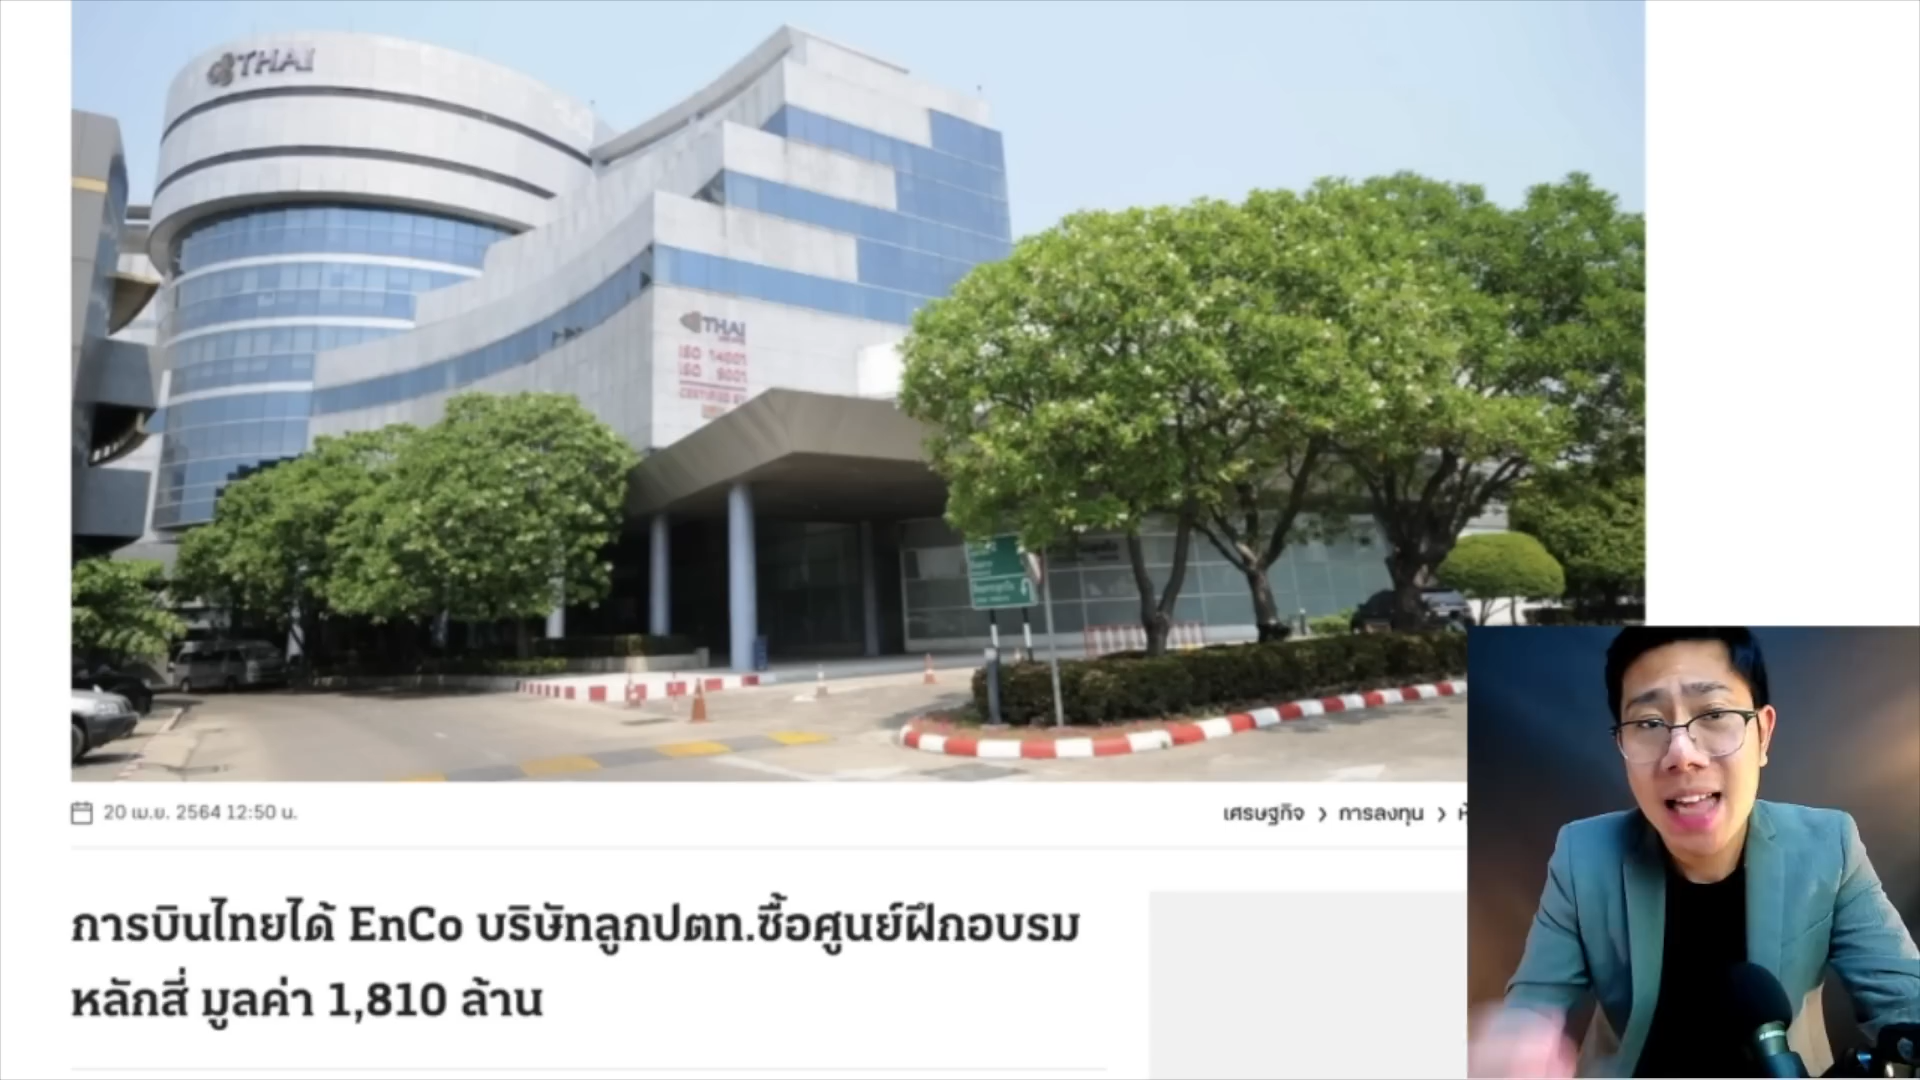 THAI
THAI
ISO 14001
ISO 9001
CERTIFIED BY
20 เม.ย. 2564 12:50 น.
เศรษฐกิจ > การลงทุน >
การบินไทยได้ EnCo บริษัทลูกปตท.ซื้อศูนย์ฝึกอบรม
หลักสี่ มูลค่า 1,810 ล้าน